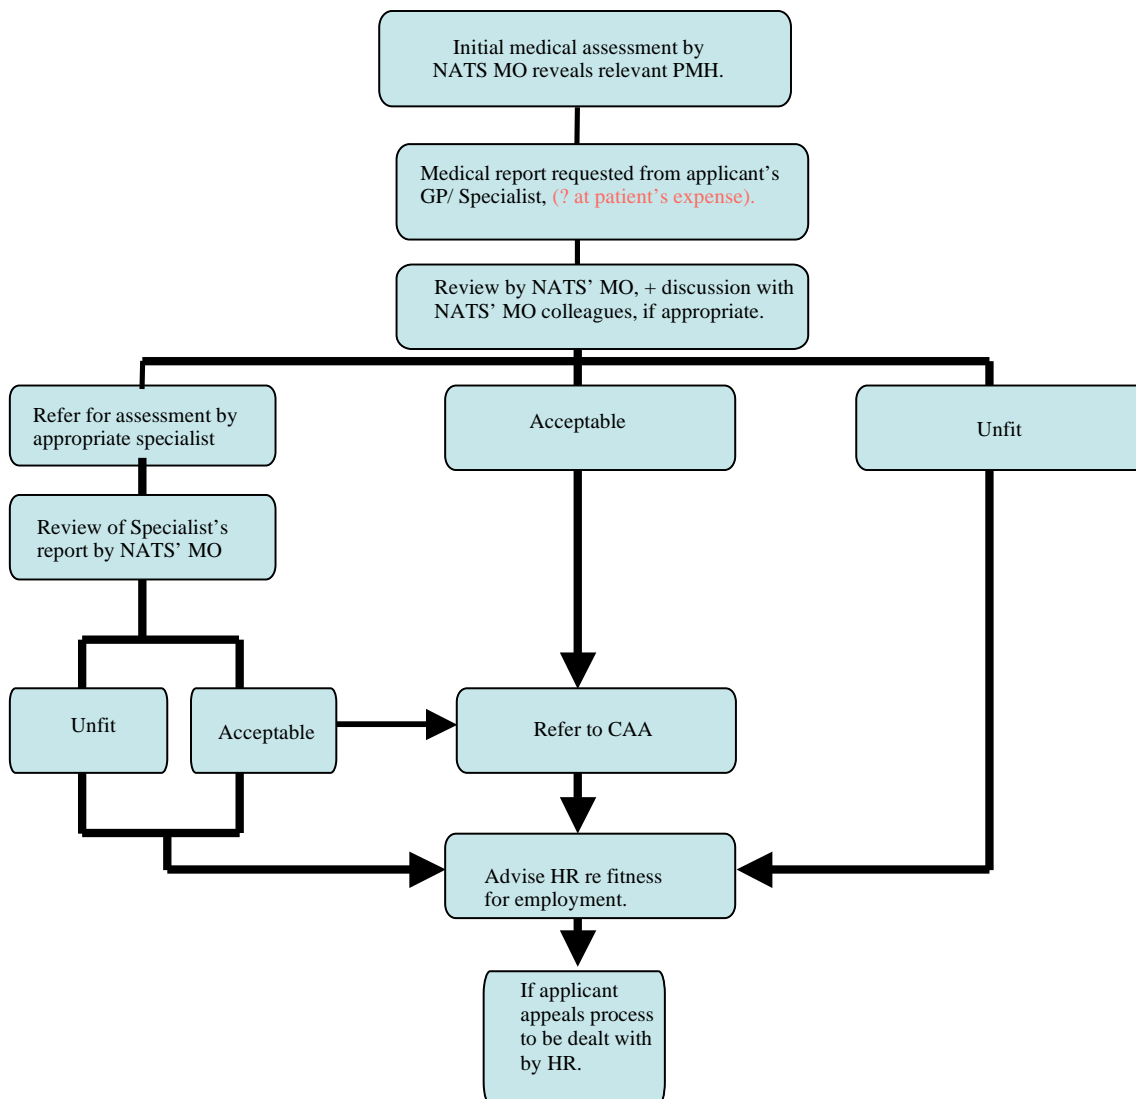 Initial medical assessment by
NATS MO reveals relevant PMH.
Medical report requested from applicant’s
GP/ Specialist, (? at patient’s expense).
Review by NATS’ MO, + discussion with
NATS’ MO colleagues, if appropriate.
Refer for assessment by
appropriate specialist
Acceptable
Unfit
Review of Specialist’s
report by NATS’ MO
Unfit
Acceptable
Refer to CAA
Advise HR re fitness
for employment.
If applicant
appeals process
to be dealt with
by HR.